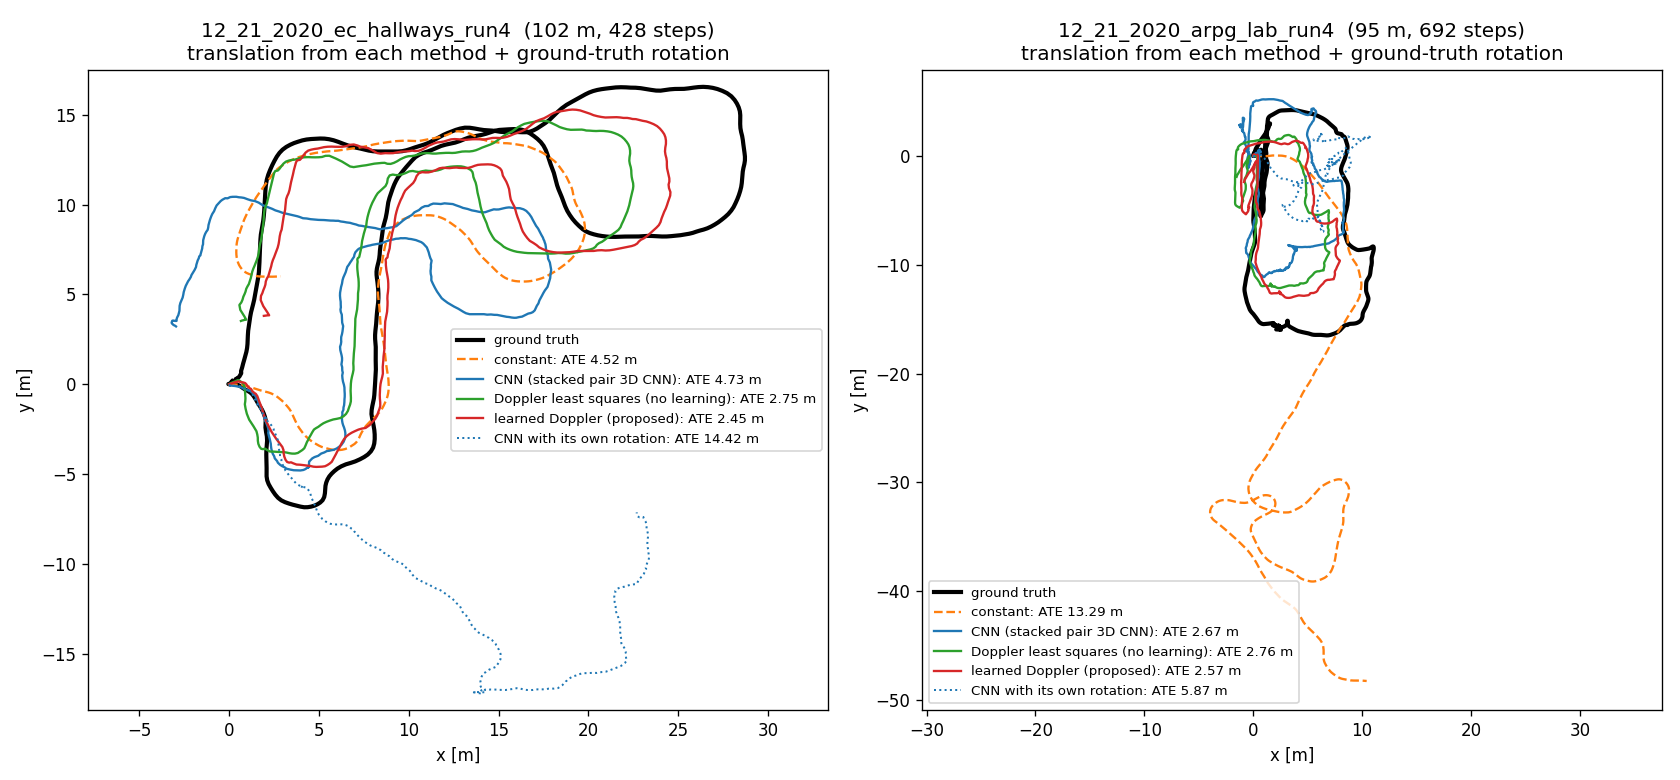 12_21_2020_ec_hallways_run4  (102 m, 428 steps)
translation from each method + ground-truth rotation
15
10
5
0
−5
−10
−15
y [m]
ground truth
constant: ATE 4.52 m
CNN (stacked pair 3D CNN): ATE 4.73 m
Doppler least squares (no learning): ATE 2.75 m
learned Doppler (proposed): ATE 2.45 m
CNN with its own rotation: ATE 14.42 m
−5 0 5 10 15 20 25 30
x [m]
12_21_2020_arpg_lab_run4  (95 m, 692 steps)
translation from each method + ground-truth rotation
0
−10
−20
−30
−40
−50
y [m]
ground truth
constant: ATE 13.29 m
CNN (stacked pair 3D CNN): ATE 2.67 m
Doppler least squares (no learning): ATE 2.76 m
learned Doppler (proposed): ATE 2.57 m
CNN with its own rotation: ATE 5.87 m
−30 −20 −10 0 10 20 30
x [m]